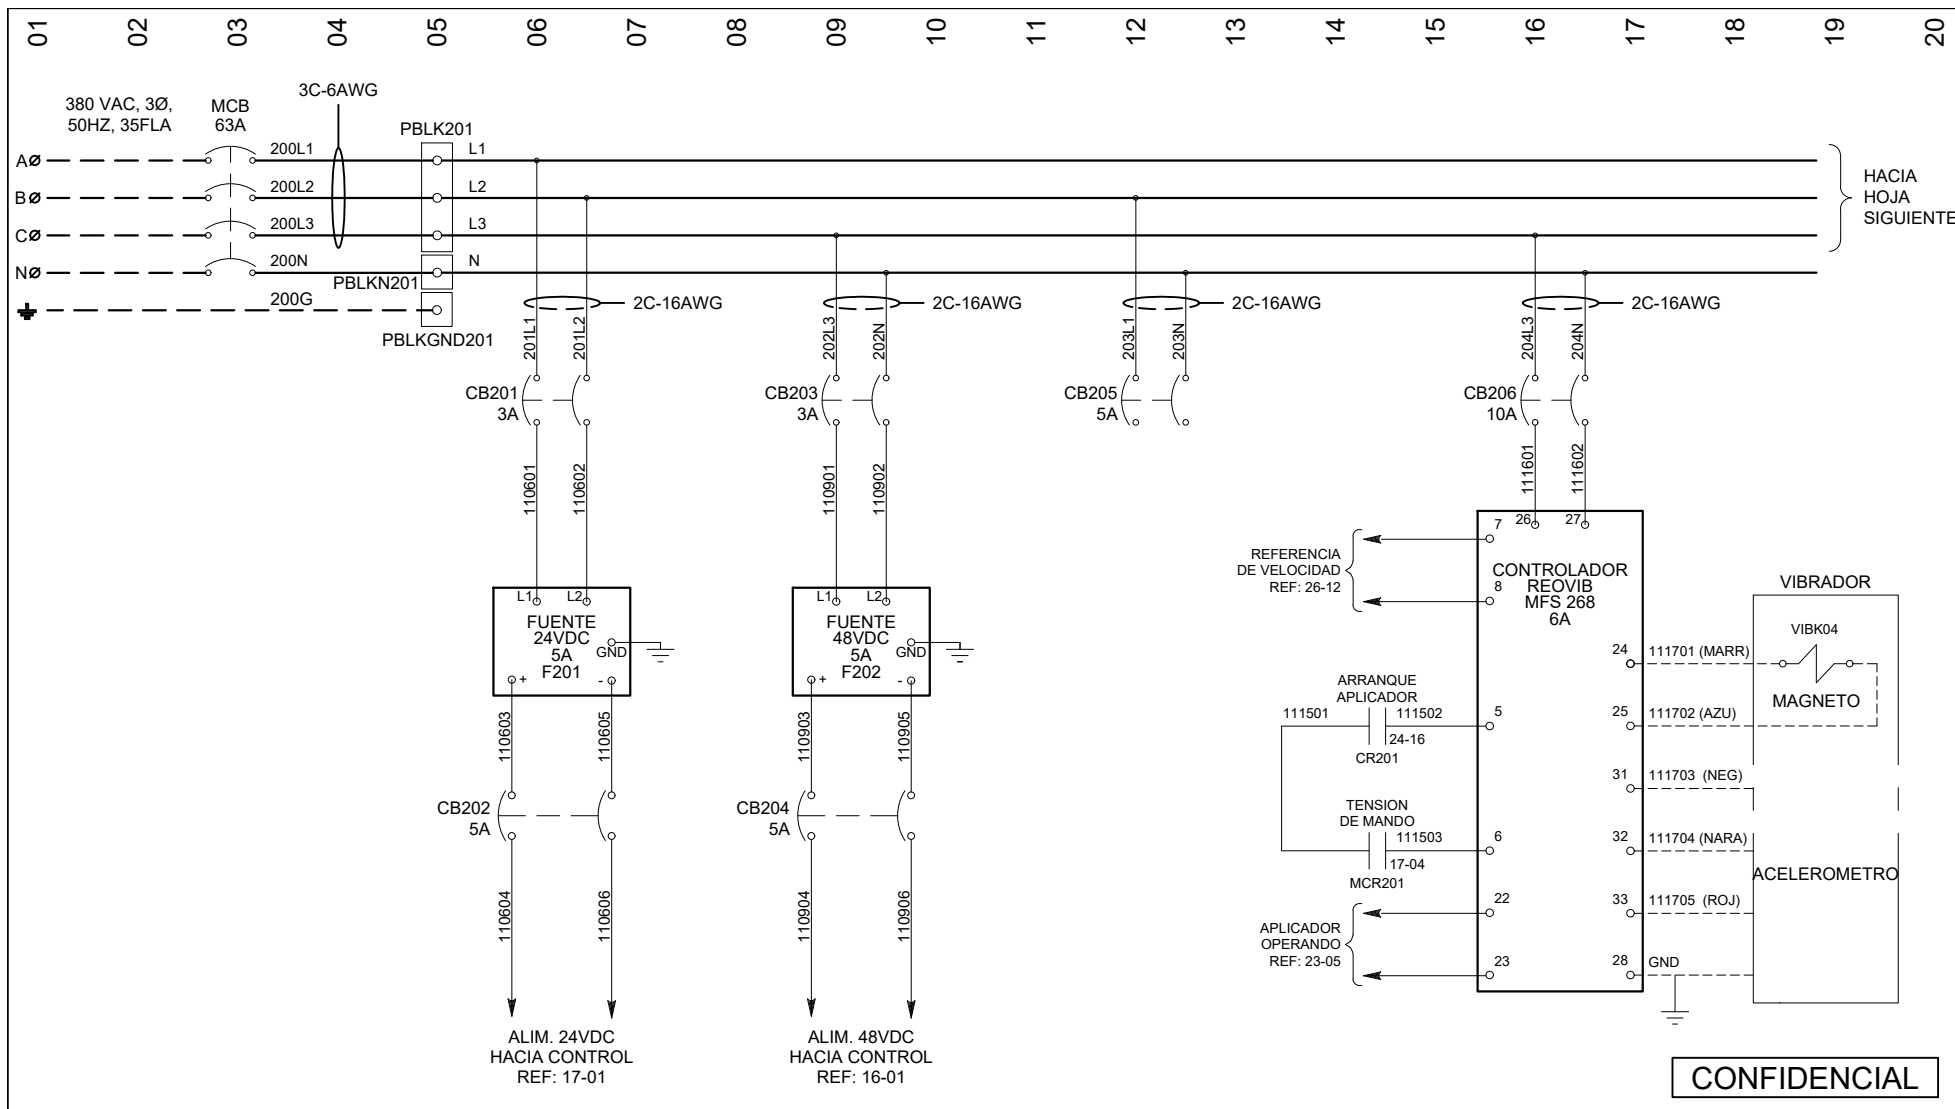 01 02 03 04 05 06 07 08 09 10 11 12 13 14 15 16 17 18 19 20
380 VAC, 3Ø,
50HZ, 35FLA
MCB
63A
3C-6AWG
PBLK201
AØ
200L1
L1
BØ
200L2
L2
CØ
200L3
L3
NØ
200N
N
PBLKN201
200G
PBLKGND201
HACIA
HOJA
SIGUIENTE
2C-16AWG
2C-16AWG
2C-16AWG
2C-16AWG
201L1
201L2
202L3
202N
203L1
203N
204L3
204N
CB201
3A
CB203
3A
CB205
5A
CB206
10A
110601
110602
110901
110902
111601
111602
L1 L2
FUENTE
24VDC
5A
F201
GND
+ -
L1 L2
FUENTE
48VDC
5A
F202
GND
+ -
110603
110605
110903
110905
CB202
5A
CB204
5A
110604
110606
110904
110906
ALIM. 24VDC
HACIA CONTROL
REF: 17-01
ALIM. 48VDC
HACIA CONTROL
REF: 16-01
REFERENCIA
DE VELOCIDAD
REF: 26-12
7
8
26 27
CONTROLADOR
REOVIB
MFS 268
6A
ARRANQUE
APLICADOR
111501
111502
24-16
CR201
5
TENSION
DE MANDO
111503
17-04
MCR201
6
APLICADOR
OPERANDO
REF: 23-05
22
23
24 111701 (MARR)
25 111702 (AZU)
31 111703 (NEG)
32 111704 (NARA)
33 111705 (ROJ)
28 GND
VIBRADOR
VIBK04
MAGNETO
ACELEROMETRO
CONFIDENCIAL